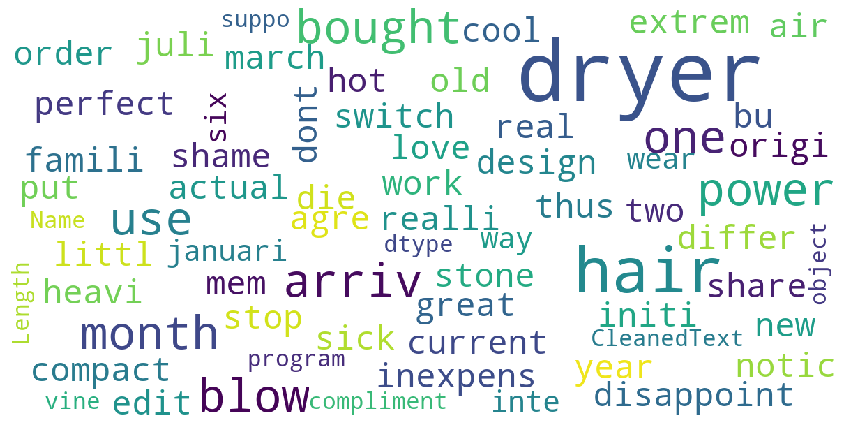 suppo
bought
cool
extrem
air
order
juli
march
dryer
hot
old
perfect
six
dont
switch
real
one
bu
origi
famili
shame
love
design
wear
put
actual
die
work
power
Name
use
agre
realli
thus
two
differ
littl
januari
dtype
way
hair
object
Length
heavi
mem
arriv
stone
share
great
initi
new
month
stop
sick
current
CleanedText
compact
program
inexpens
year
notic
vine
edit
blow
compliment
inte
disappoint